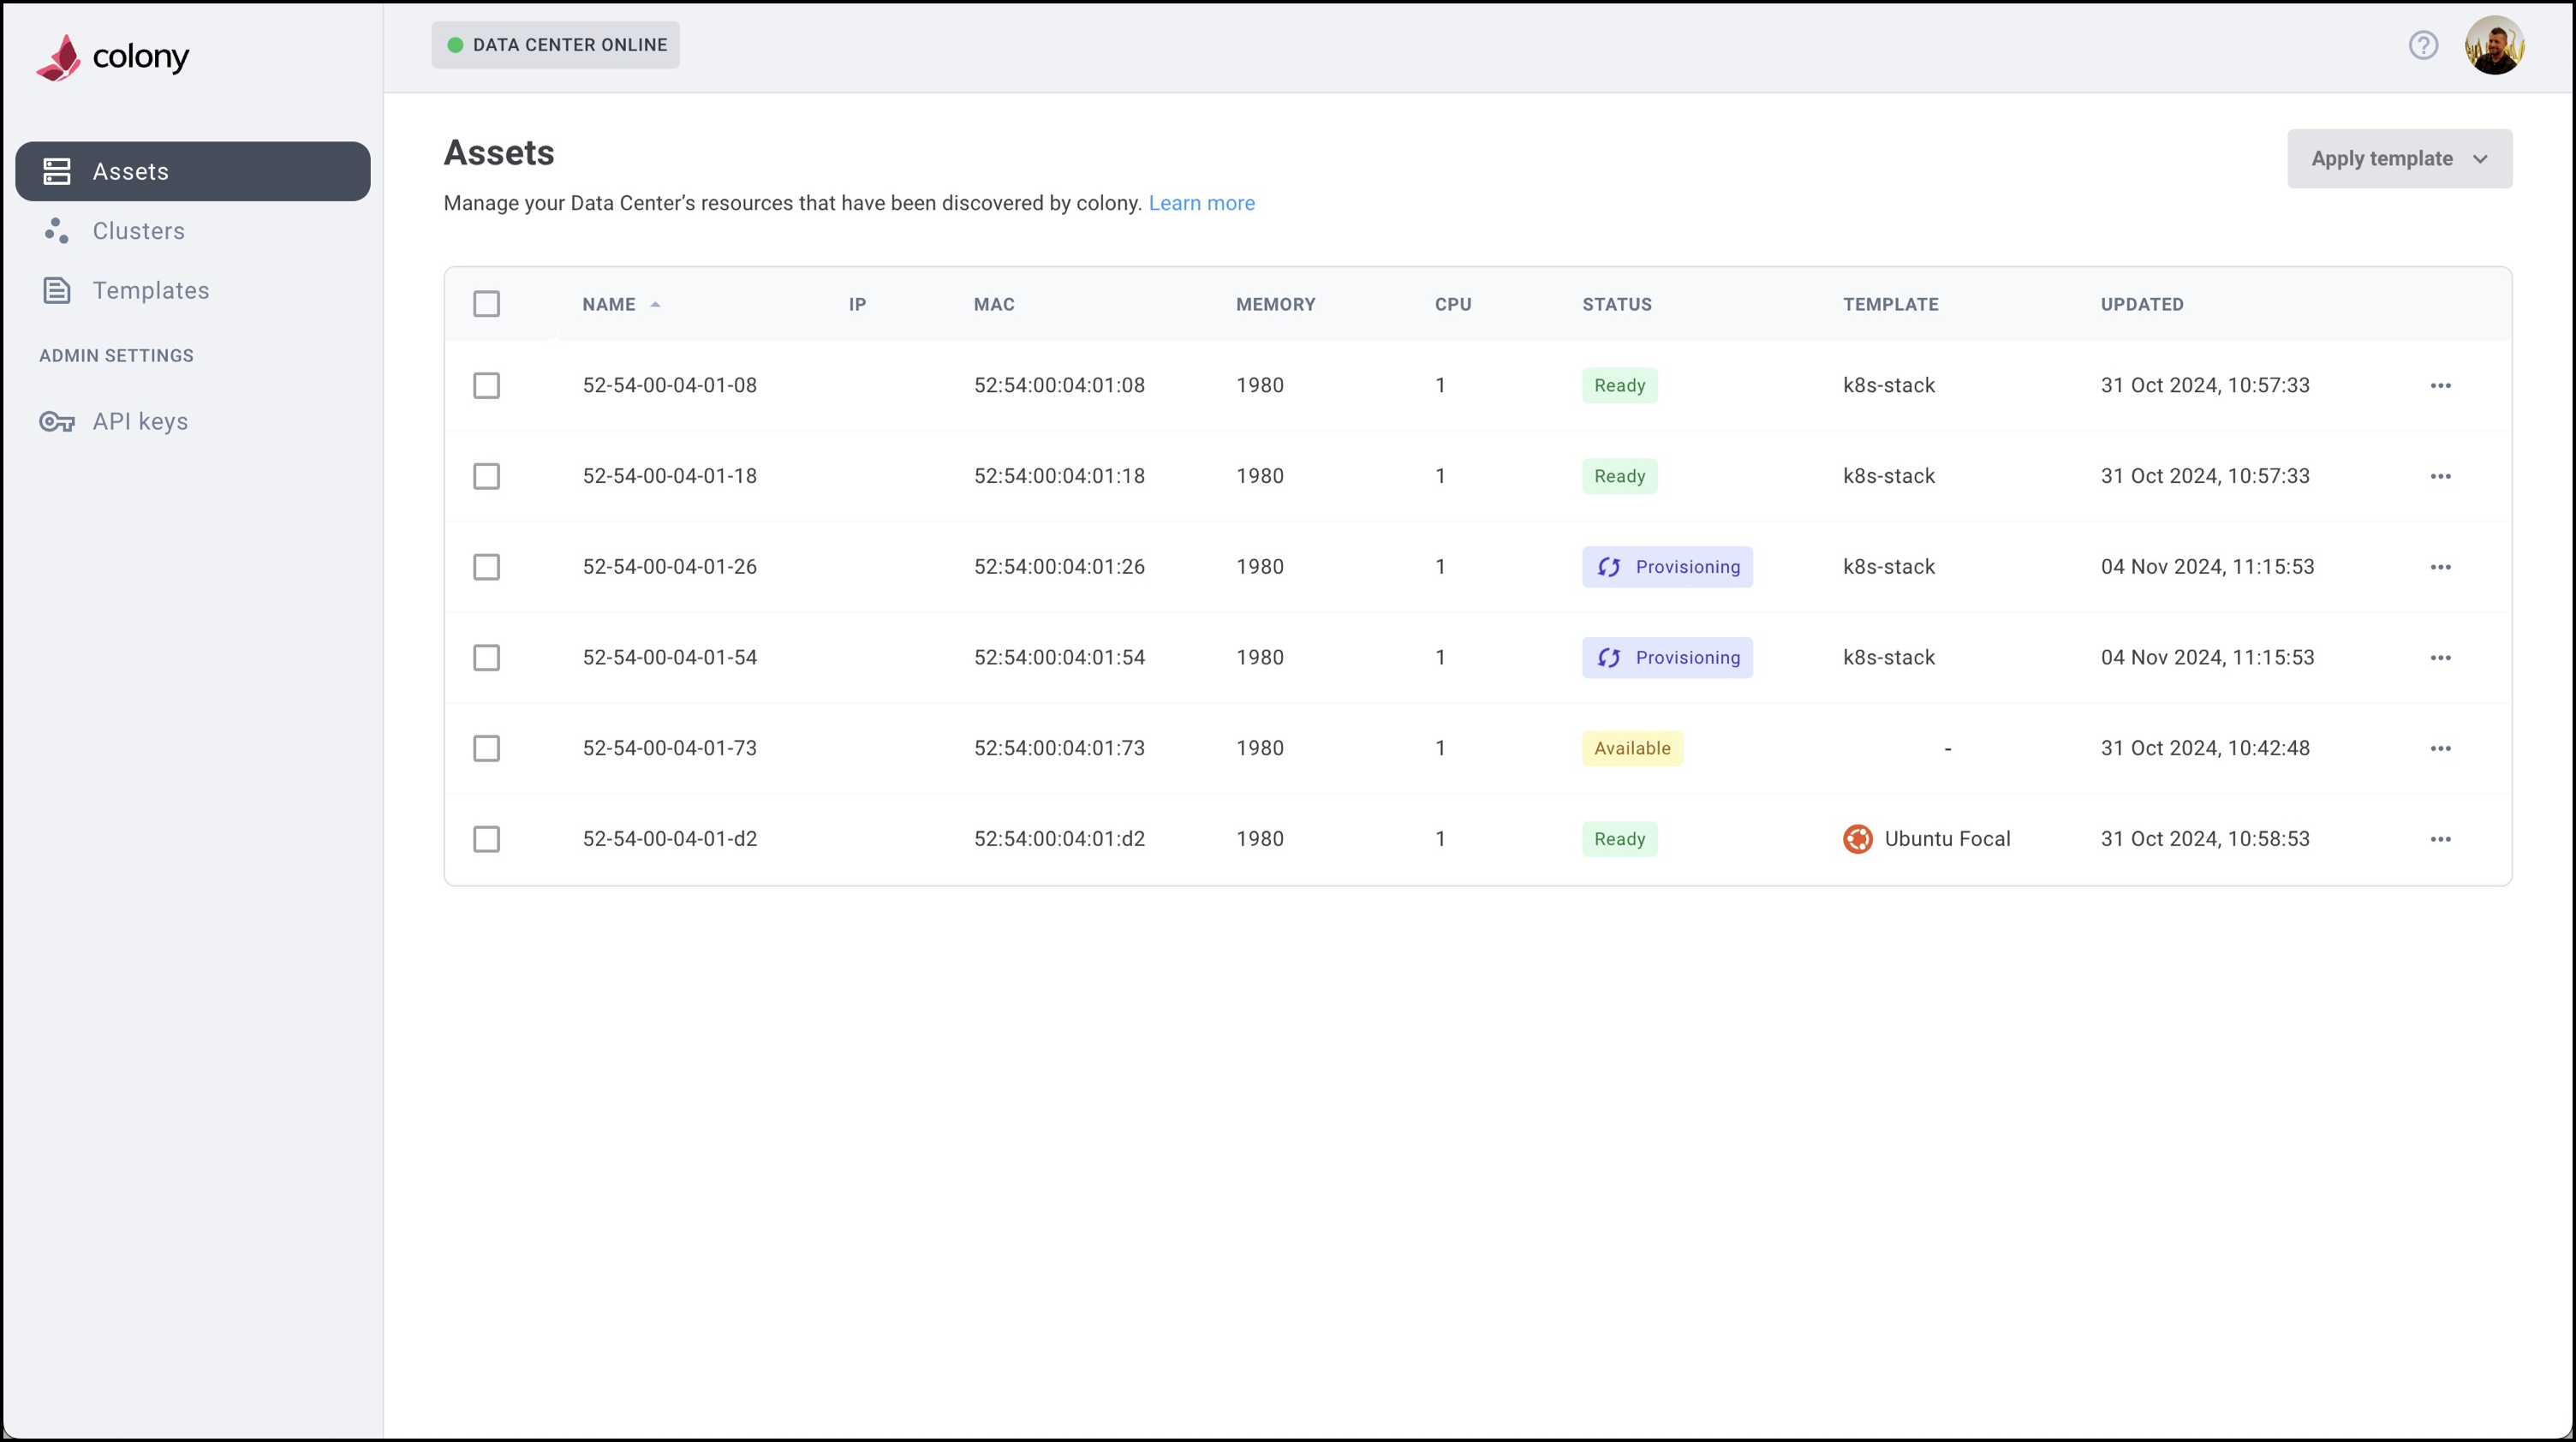 colony
DATA CENTER ONLINE
Assets
Clusters
Templates
ADMIN SETTINGS
API keys
Assets
Apply template
Manage your Data Center’s resources that have been discovered by colony. Learn more
NAME IP MAC MEMORY CPU STATUS TEMPLATE UPDATED
52-54-00-04-01-08 52:54:00:04:01:08 1980 1 Ready k8s-stack 31 Oct 2024, 10:57:33
52-54-00-04-01-18 52:54:00:04:01:18 1980 1 Ready k8s-stack 31 Oct 2024, 10:57:33
52-54-00-04-01-26 52:54:00:04:01:26 1980 1 Provisioning k8s-stack 04 Nov 2024, 11:15:53
52-54-00-04-01-54 52:54:00:04:01:54 1980 1 Provisioning k8s-stack 04 Nov 2024, 11:15:53
52-54-00-04-01-73 52:54:00:04:01:73 1980 1 Available - 31 Oct 2024, 10:42:48
52-54-00-04-01-d2 52:54:00:04:01:d2 1980 1 Ready Ubuntu Focal 31 Oct 2024, 10:58:53